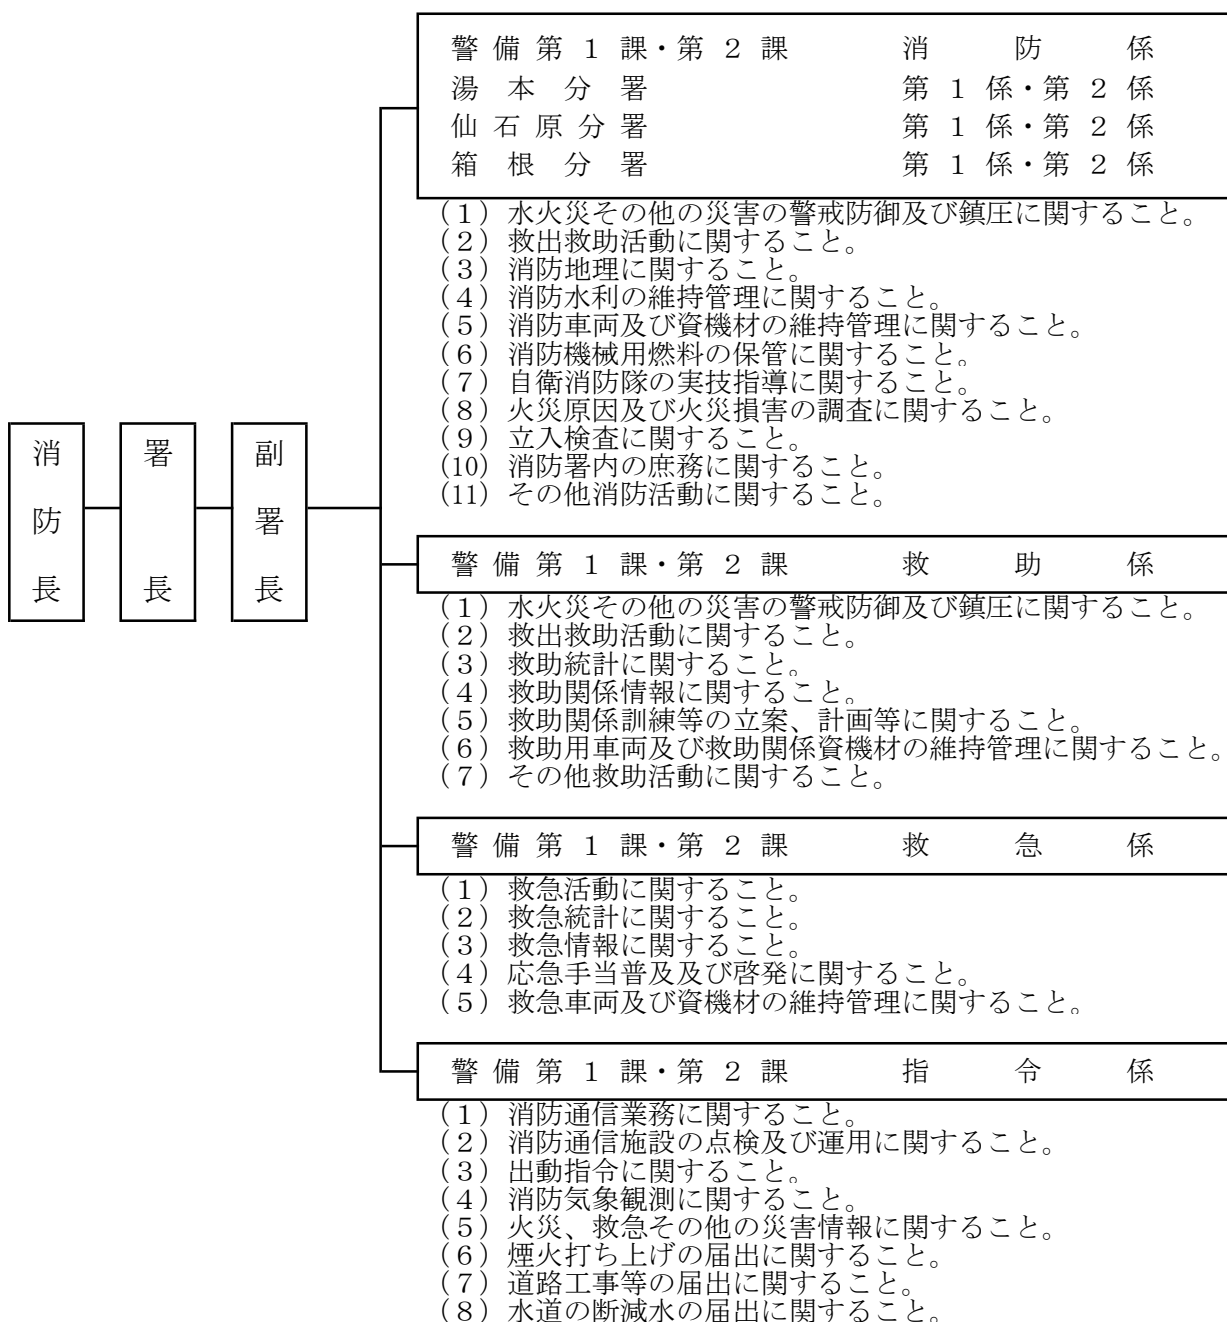 消防長
署長
副署長
警備第1課・第2課 消防係
湯本分署 第1係・第2係
仙石原分署 第1係・第2係
箱根分署 第1係・第2係
(1) 水火災その他の災害の警戒防御及び鎮圧に関すること。
(2) 救出救助活動に関すること。
(3) 消防地理に関すること。
(4) 消防水利の維持管理に関すること。
(5) 消防車両及び資機材の維持管理に関すること。
(6) 消防機械用燃料の保管に関すること。
(7) 自衛消防隊の実技指導に関すること。
(8) 火災原因及び火災損害の調査に関すること。
(9) 立入検査に関すること。
(10) 消防署内の庶務に関すること。
(11) その他消防活動に関すること。
警備第1課・第2課 救助係
(1) 水火災その他の災害の警戒防御及び鎮圧に関すること。
(2) 救出救助活動に関すること。
(3) 救助統計に関すること。
(4) 救助関係情報に関すること。
(5) 救助関係訓練等の立案、計画等に関すること。
(6) 救助用車両及び救助関係資機材の維持管理に関すること。
(7) その他救助活動に関すること。
警備第1課・第2課 救急係
(1) 救急活動に関すること。
(2) 救急統計に関すること。
(3) 救急情報に関すること。
(4) 応急手当普及及び啓発に関すること。
(5) 救急車両及び資機材の維持管理に関すること。
警備第1課・第2課 指令係
(1) 消防通信業務に関すること。
(2) 消防通信施設の点検及び運用に関すること。
(3) 出動指令に関すること。
(4) 消防気象観測に関すること。
(5) 火災、救急その他の災害情報に関すること。
(6) 煙火打ち上げの届出に関すること。
(7) 道路工事等の届出に関すること。
(8) 水道の断減水の届出に関すること。